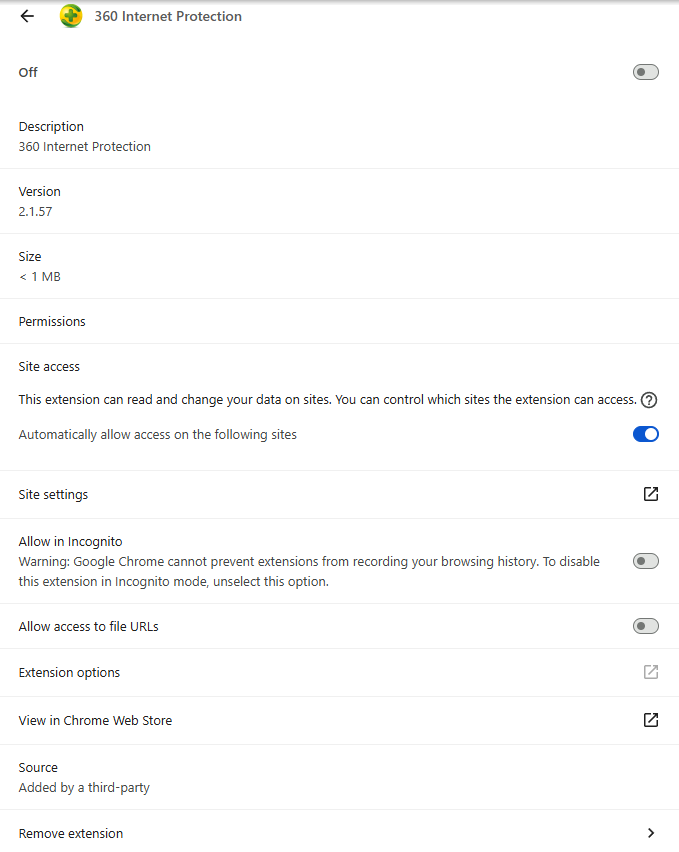 360 Internet Protection
Off
Description
360 Internet Protection
Version
2.1.57
Size
< 1 MB
Permissions
Site access
This extension can read and change your data on sites. You can control which sites the extension can access.
Automatically allow access on the following sites
Site settings
Allow in Incognito
Warning: Google Chrome cannot prevent extensions from recording your browsing history. To disable
this extension in Incognito mode, unselect this option.
Allow access to file URLs
Extension options
View in Chrome Web Store
Source
Added by a third-party
Remove extension